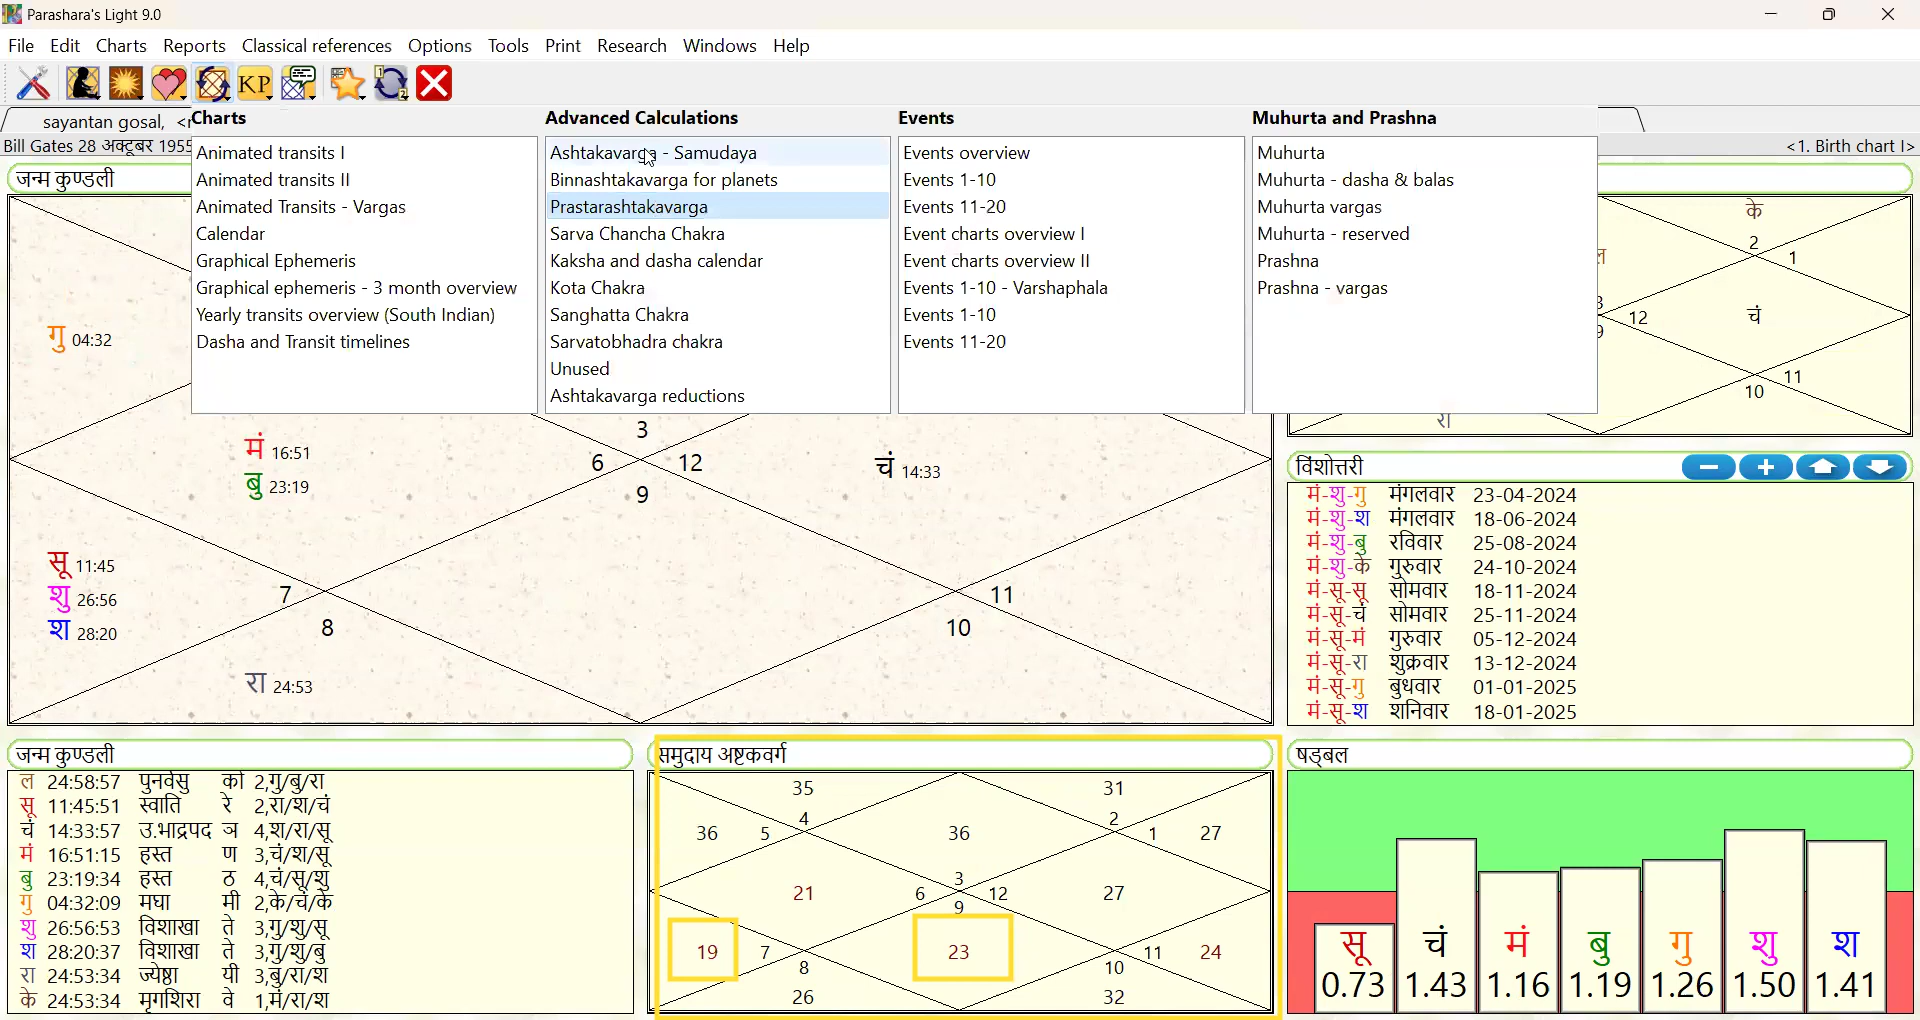 Parashara's Light 9.0
File Edit Charts Reports Classical references Options Tools Print Research Windows Help
KP
sayantan gosal,
Charts
Animated transits I
Animated transits II
Animated Transits - Vargas
Calendar
Graphical Ephemeris
Graphical ephemeris - 3 month overview
Yearly transits overview (South Indian)
Dasha and Transit timelines
Advanced Calculations
Ashtakavarga - Samudaya
Binnashtakavarga for planets
Prastarashtakavarga
Sarva Chancha Chakra
Kaksha and dasha calendar
Kota Chakra
Sanghatta Chakra
Sarvatobhadra chakra
Unused
Ashtakavarga reductions
Events
Events overview
Events 1-10
Events 11-20
Event charts overview I
Event charts overview II
Events 1-10 - Varshaphala
Events 1-10
Events 11-20
Muhurta and Prashna
Muhurta
Muhurta - dasha & balas
Muhurta vargas
Muhurta - reserved
Prashna
Prashna - vargas
Bill Gates 28 अक्टूबर 1955
<1. Birth chart I>
जन्म कुण्डली
गु 04:32
मं 16:51
बु 23:19
सू 11:45
शु 26:56
श 28:20
रा 24:53
चं 14:33
3
6 12
9
7
8
11
10
के
2
1
12
चं
11
10
रा
विंशोत्तरी
मं-शु-गु मंगलवार 23-04-2024
मं-शु-श मंगलवार 18-06-2024
मं-शु-बु रविवार 25-08-2024
मं-शु-के गुरुवार 24-10-2024
मं-सू-सू सोमवार 18-11-2024
मं-सू-चं सोमवार 25-11-2024
मं-सू-मं गुरुवार 05-12-2024
मं-सू-रा शुक्रवार 13-12-2024
मं-सू-गु बुधवार 01-01-2025
मं-सू-श शनिवार 18-01-2025
जन्म कुण्डली
ल 24:58:57 पुनर्वसु को 2,गु/बु/रा
सू 11:45:51 स्वाति रे 2,रा/श/चं
चं 14:33:57 उ.भाद्रपद ञ 4,श/रा/सू
मं 16:51:15 हस्त ण 3,चं/श/सू
बु 23:19:34 हस्त ठ 4,चं/सू/शु
गु 04:32:09 मघा मी 2,के/चं/के
शु 26:56:53 विशाखा ते 3,गु/शु/सू
श 28:20:37 विशाखा ते 3,गु/शु/बु
रा 24:53:34 ज्येष्ठा यी 3,बु/रा/श
के 24:53:34 मृगशिरा वे 1,मं/रा/श
समुदाय अष्टकवर्ग
35 31
4 2
36 5 36 1 27
3
21 6 12 27
9
19 7 23 11 24
8 10
26 32
षड्बल
सू चं मं बु गु शु श
0.73 1.43 1.16 1.19 1.26 1.50 1.41